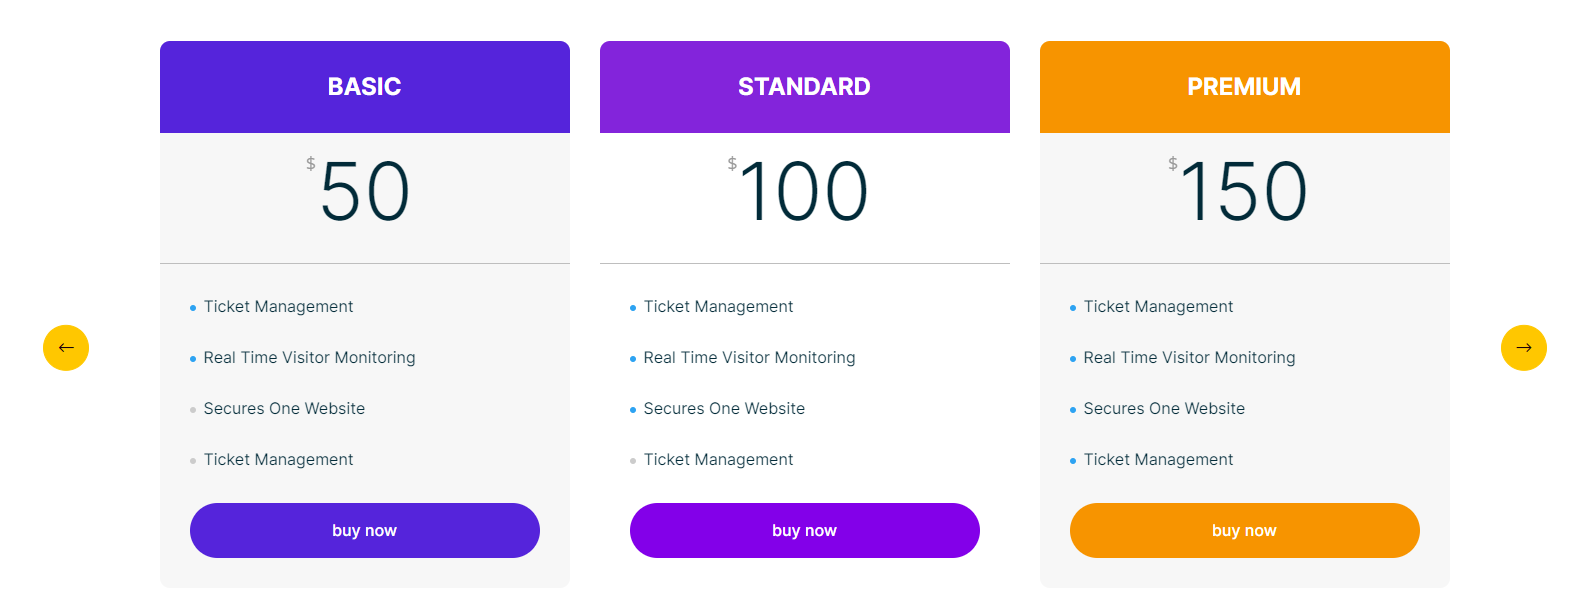 BASIC
$50
Ticket Management
Real Time Visitor Monitoring
Secures One Website
Ticket Management
buy now
STANDARD
$100
Ticket Management
Real Time Visitor Monitoring
Secures One Website
Ticket Management
buy now
PREMIUM
$150
Ticket Management
Real Time Visitor Monitoring
Secures One Website
Ticket Management
buy now